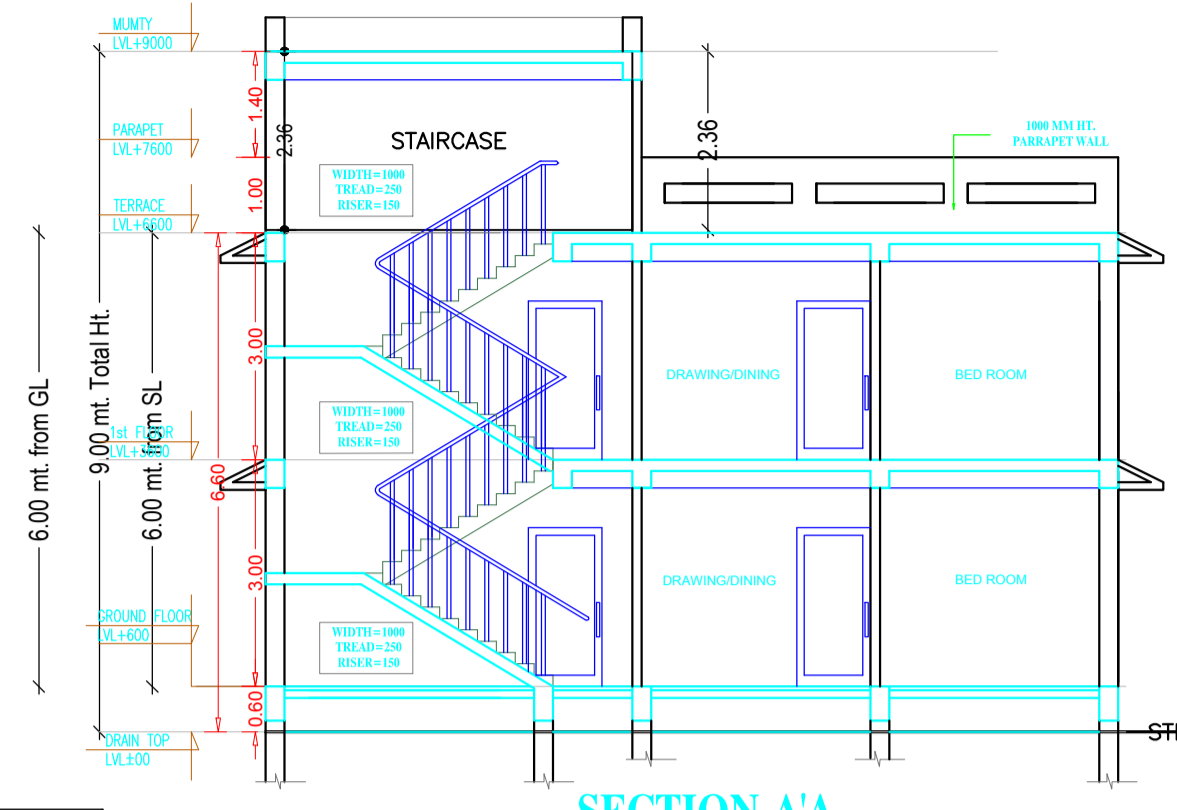 MUMTY
LVL+9000
PARAPET
LVL+7600
TERRACE
LVL+6600
1st FLOOR
GROUND FLOOR
LVL+600
DRAIN TOP
LVL±00
6.00 mt. from GL
9.00 mt. Total Ht.
6.00 mt. from SL
6.60
1.40
1.00
3.00
3.00
0.60
2.36
2.36
STAIRCASE
WIDTH=1000
TREAD=250
RISER=150
WIDTH=1000
TREAD=250
RISER=150
WIDTH=1000
TREAD=250
RISER=150
1000 MM HT.
PARRAPET WALL
DRAWING/DINING
BED ROOM
DRAWING/DINING
BED ROOM
SECTION A'A